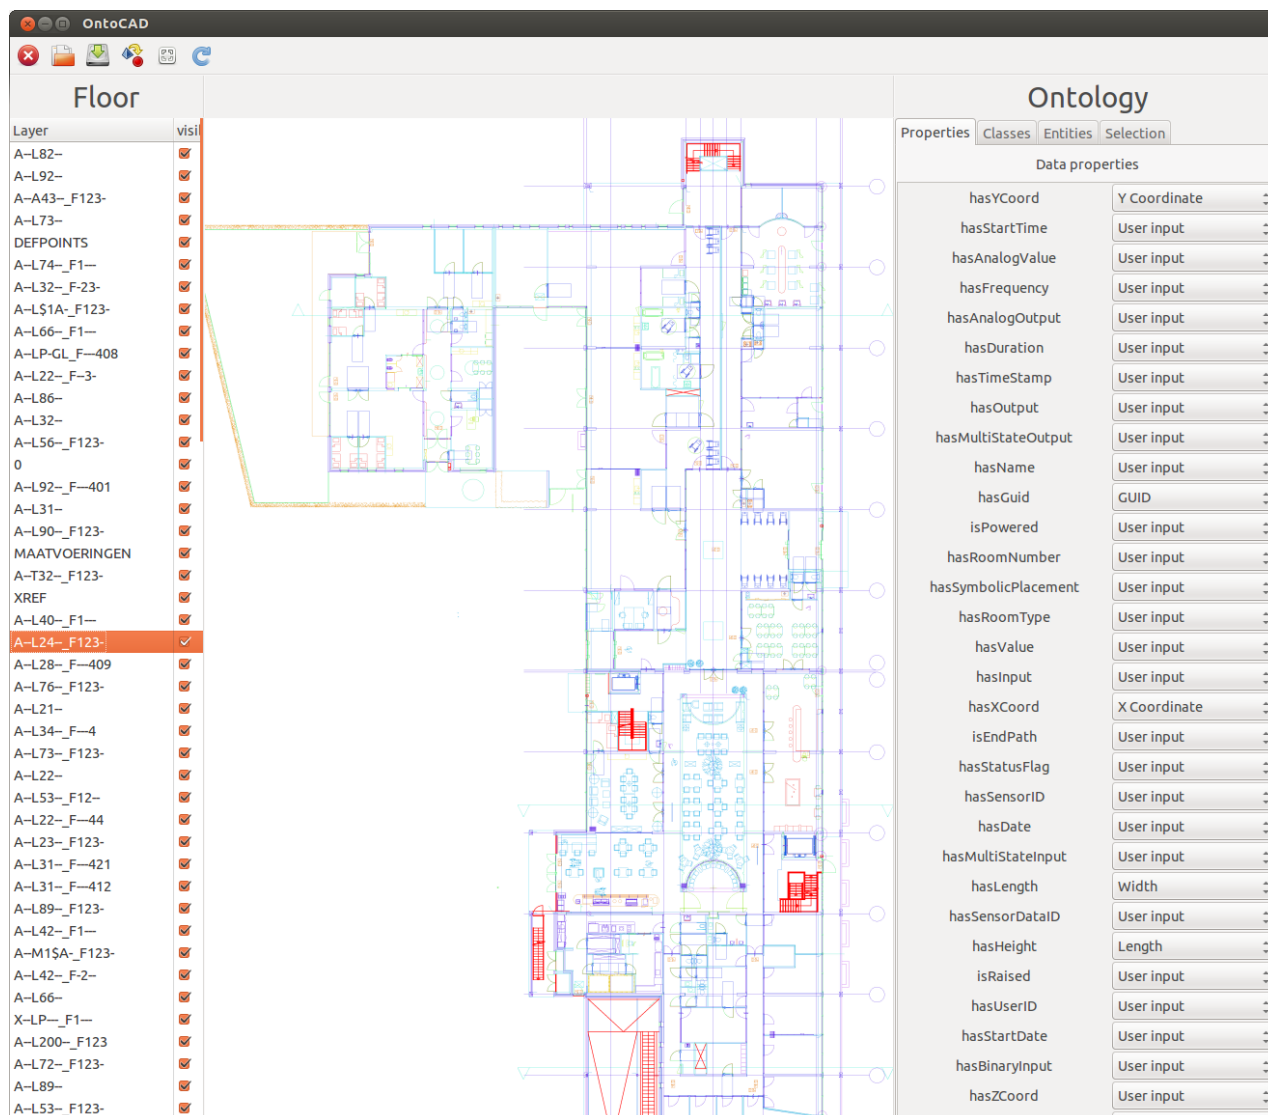 OntoCAD
Floor
Layer visil
A--L82--
A--L92--
A--A43--_F123-
A--L73--
DEFPOINTS
A--L74--_F1---
A--L32--_F-23-
A--L$1A-_F123-
A--L66--_F1---
A--LP-GL_F---408
A--L22--_F--3-
A--L86--
A--L32--
A--L56--_F123-
0
A--L92--_F---401
A--L31--
A--L90--_F123-
MAATVOERINGEN
A--T32--_F123-
XREF
A--L40--_F1---
A--L24--_F123-
A--L28--_F---409
A--L76--_F123-
A--L21--
A--L34--_F---4
A--L73--_F123-
A--L22--
A--L53--_F12--
A--L22--_F---44
A--L23--_F123-
A--L31--_F---421
A--L31--_F---412
A--L89--_F123-
A--L42--_F1---
A--M1$A-_F123-
A--L42--_F-2--
A--L66--
X--LP---_F1---
A--L200--_F123
A--L72--_F123-
A--L89--
A--L53--_F123-
Ontology
Properties Classes Entities Selection
Data properties
hasYCoord Y Coordinate
hasStartTime User input
hasAnalogValue User input
hasFrequency User input
hasAnalogOutput User input
hasDuration User input
hasTimeStamp User input
hasOutput User input
hasMultiStateOutput User input
hasName User input
hasGuid GUID
isPowered User input
hasRoomNumber User input
hasSymbolicPlacement User input
hasRoomType User input
hasValue User input
hasInput User input
hasXCoord X Coordinate
isEndPath User input
hasStatusFlag User input
hasSensorID User input
hasDate User input
hasMultiStateInput User input
hasLength Width
hasSensorDataID User input
hasHeight Length
isRaised User input
hasUserID User input
hasStartDate User input
hasBinaryInput User input
hasZCoord User input